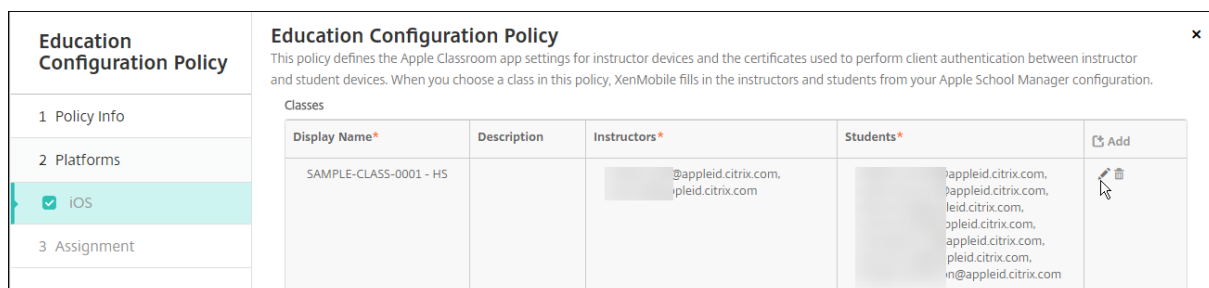 Education
Configuration Policy
1 Policy Info
2 Platforms
iOS
3 Assignment
Education Configuration Policy
This policy defines the Apple Classroom app settings for instructor devices and the certificates used to perform client authentication between instructor
and student devices. When you choose a class in this policy, XenMobile fills in the instructors and students from your Apple School Manager configuration.
Classes
Display Name* Description Instructors* Students* Add
SAMPLE-CLASS-0001 - HS
@appleid.citrix.com,
pleid.citrix.com
appleid.citrix.com,
appleid.citrix.com,
leid.citrix.com,
pleid.citrix.com,
appleid.citrix.com,
pleid.citrix.com,
n@appleid.citrix.com